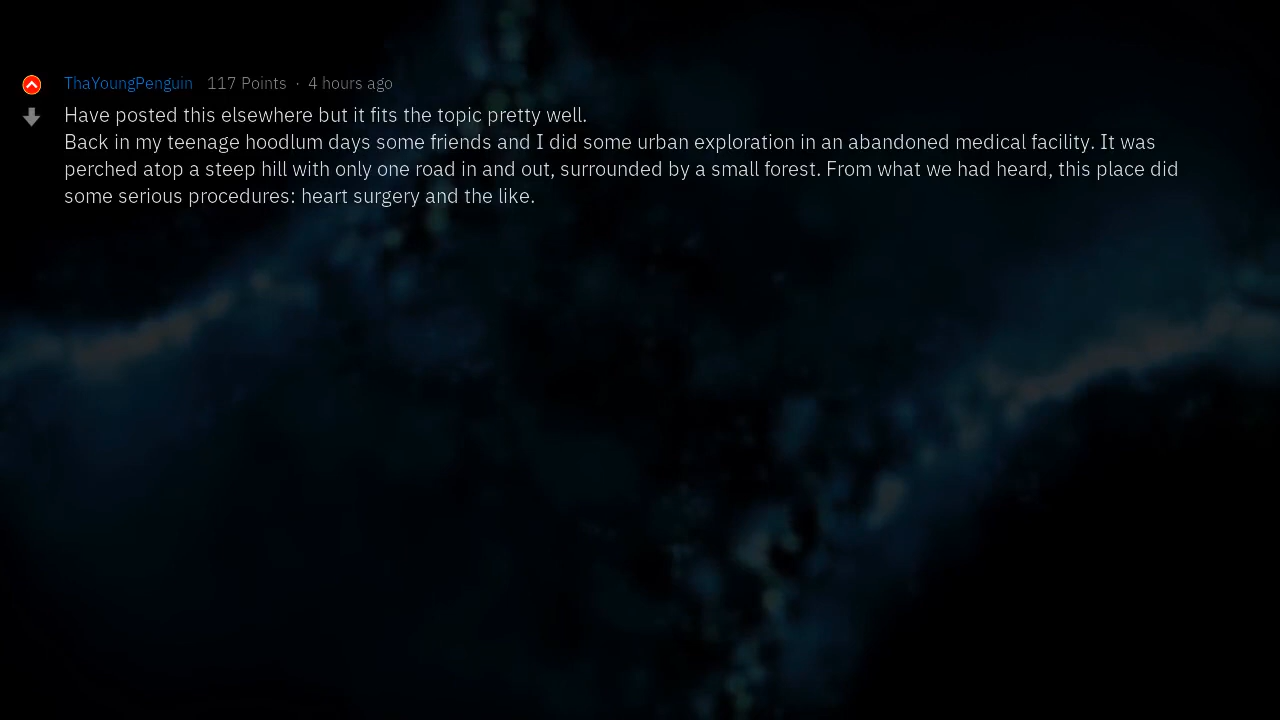 ThaYoungPenguin 117 Points · 4 hours ago
Have posted this elsewhere but it fits the topic pretty well.
Back in my teenage hoodlum days some friends and I did some urban exploration in an abandoned medical facility. It was
perched atop a steep hill with only one road in and out, surrounded by a small forest. From what we had heard, this place did
some serious procedures: heart surgery and the like.